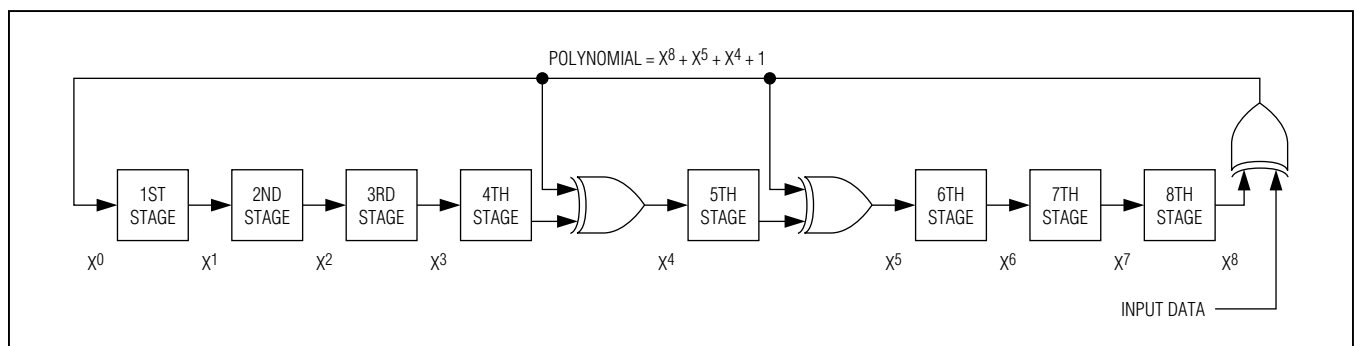 POLYNOMIAL = X⁸ + X⁵ + X⁴ + 1
1ST
STAGE
2ND
STAGE
3RD
STAGE
4TH
STAGE
5TH
STAGE
6TH
STAGE
7TH
STAGE
8TH
STAGE
X⁰
X¹
X²
X³
X⁴
X⁵
X⁶
X⁷
X⁸
INPUT DATA